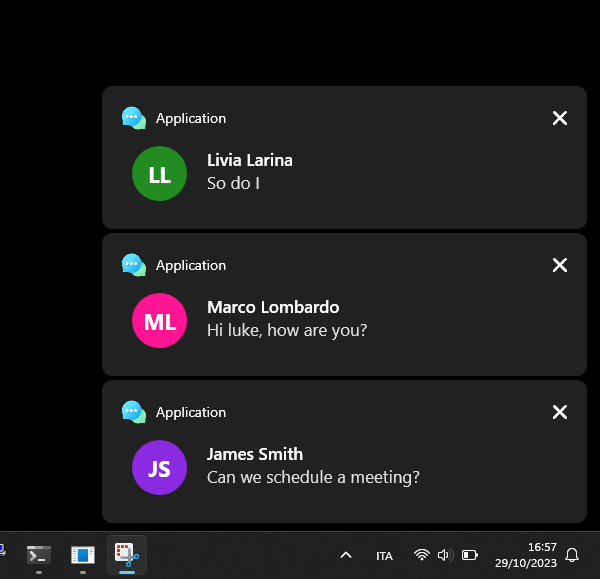 Application
LL
Livia Larina
So do I
Application
ML
Marco Lombardo
Hi luke, how are you?
Application
JS
James Smith
Can we schedule a meeting?
ITA
16:57
29/10/2023